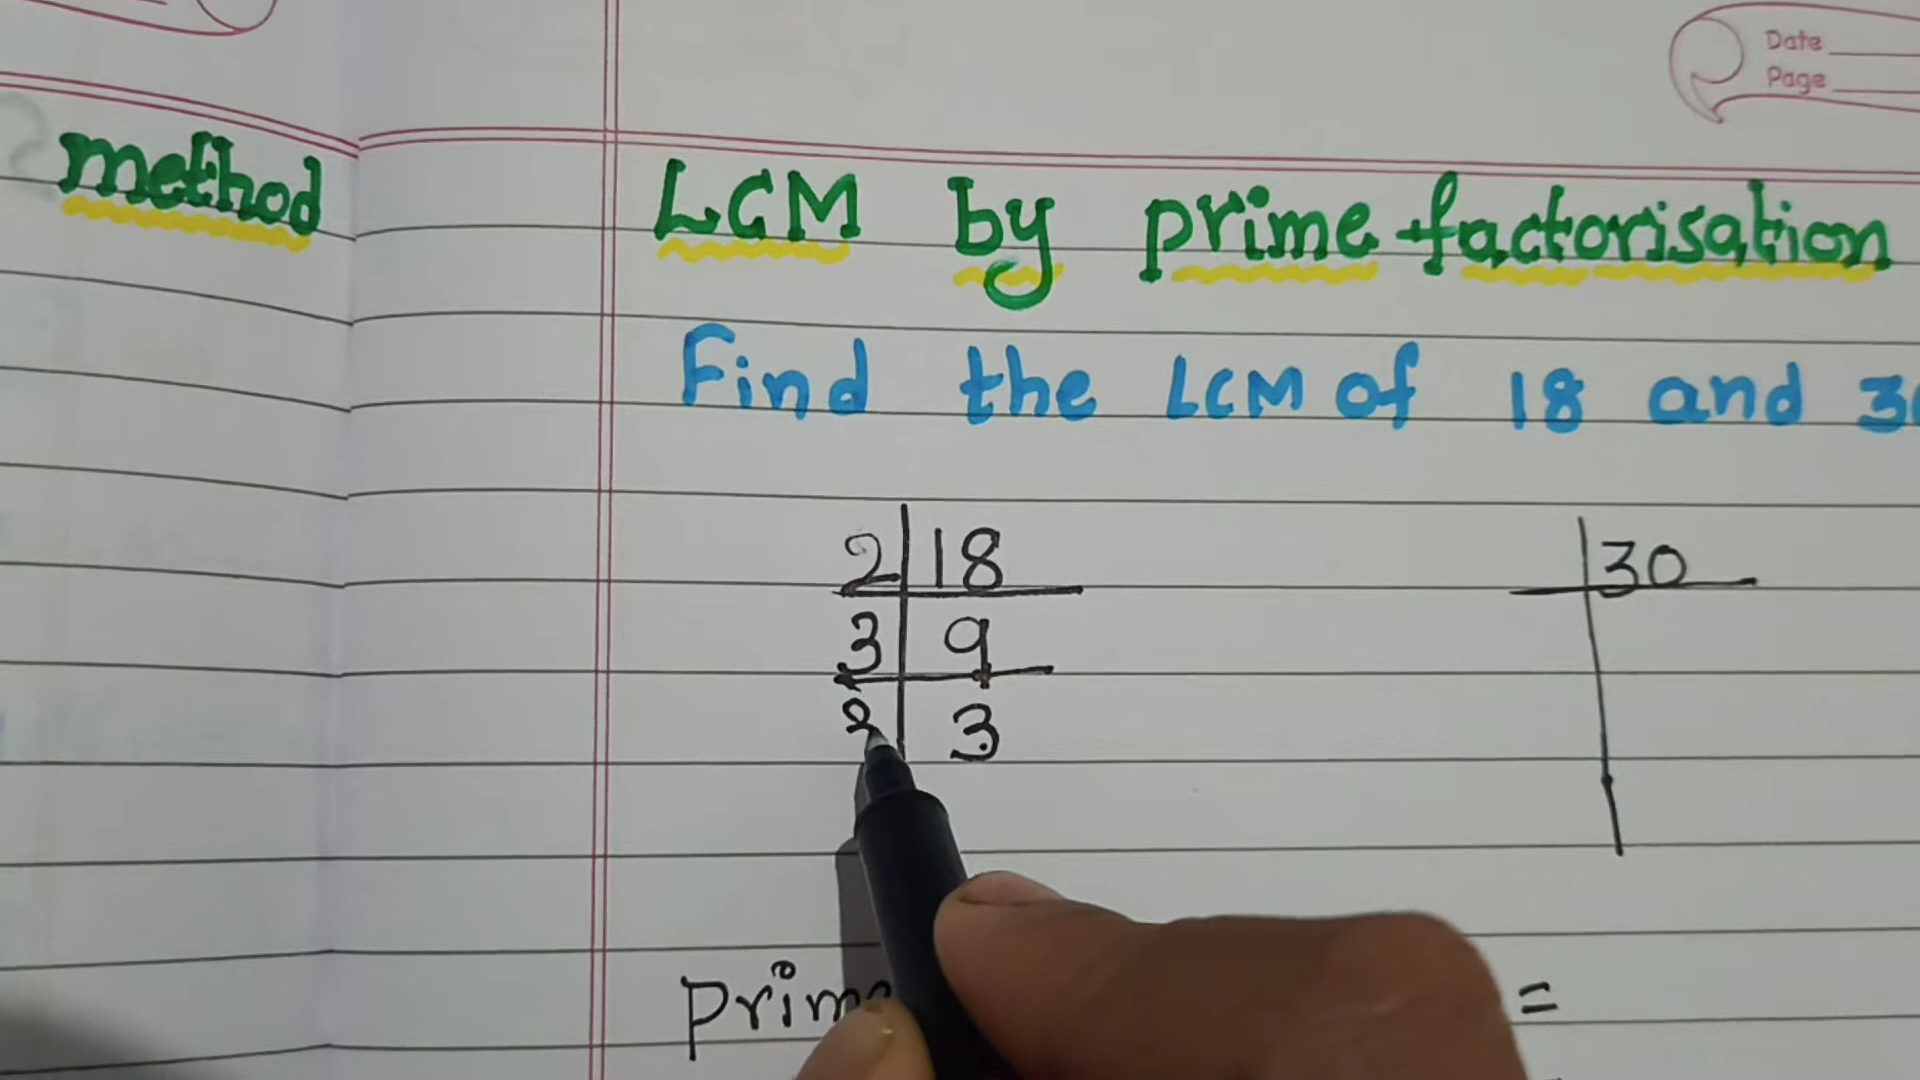 Date
Page
method
LCM by prime factorisation
Find the LCM of 18 and 30
2 18 30
3 9
3
=